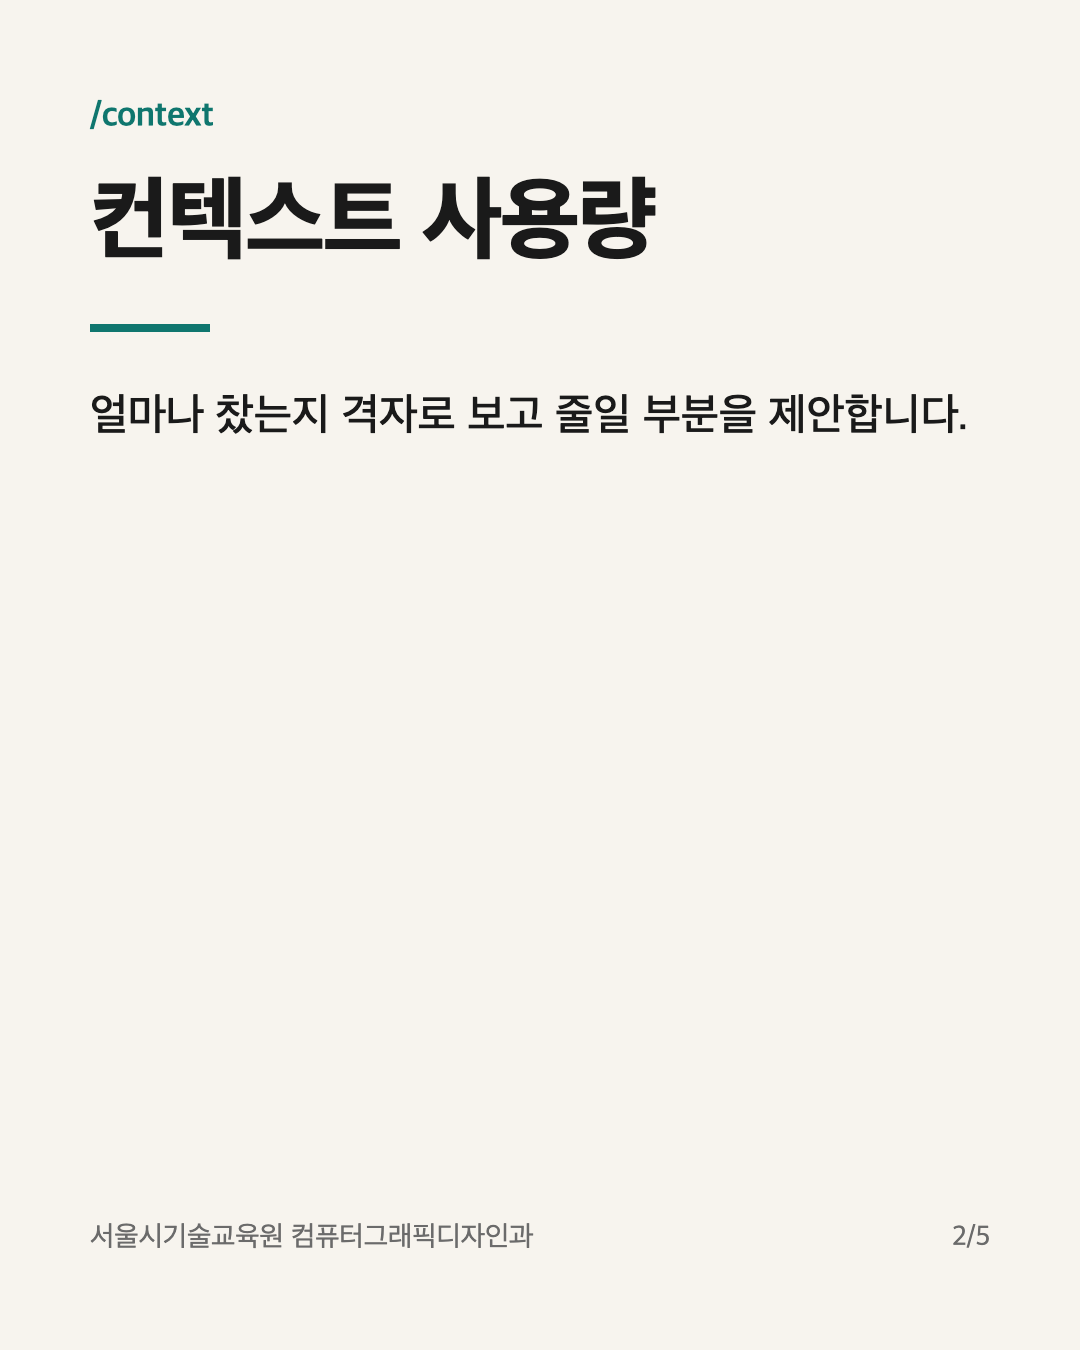 /context
컨텍스트 사용량
얼마나 찼는지 격자로 보고 줄일 부분을 제안합니다.
서울시기술교육원 컴퓨터그래픽디자인과
2/5